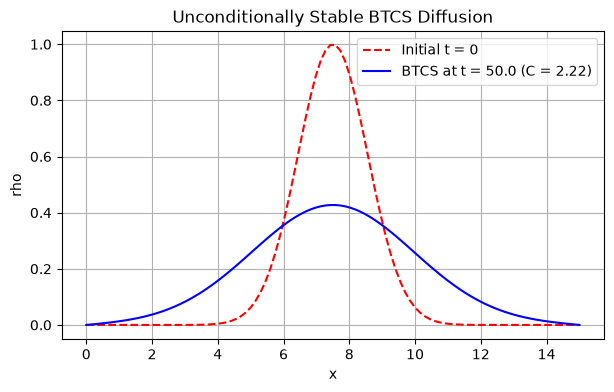 Unconditionally Stable BTCS Diffusion
Initial t = 0
BTCS at t = 50.0 (C = 2.22)
rho
1.0
0.8
0.6
0.4
0.2
0.0
0 2 4 6 8 10 12 14
x